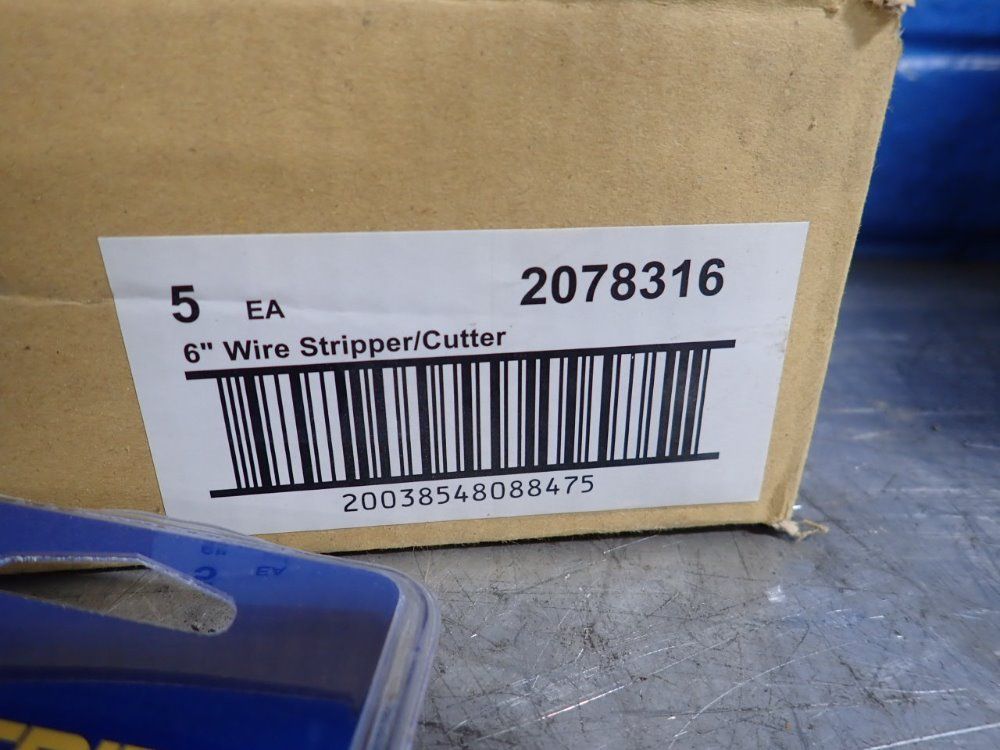 5 EA 2078316
6" Wire Stripper/Cutter
20038548088475